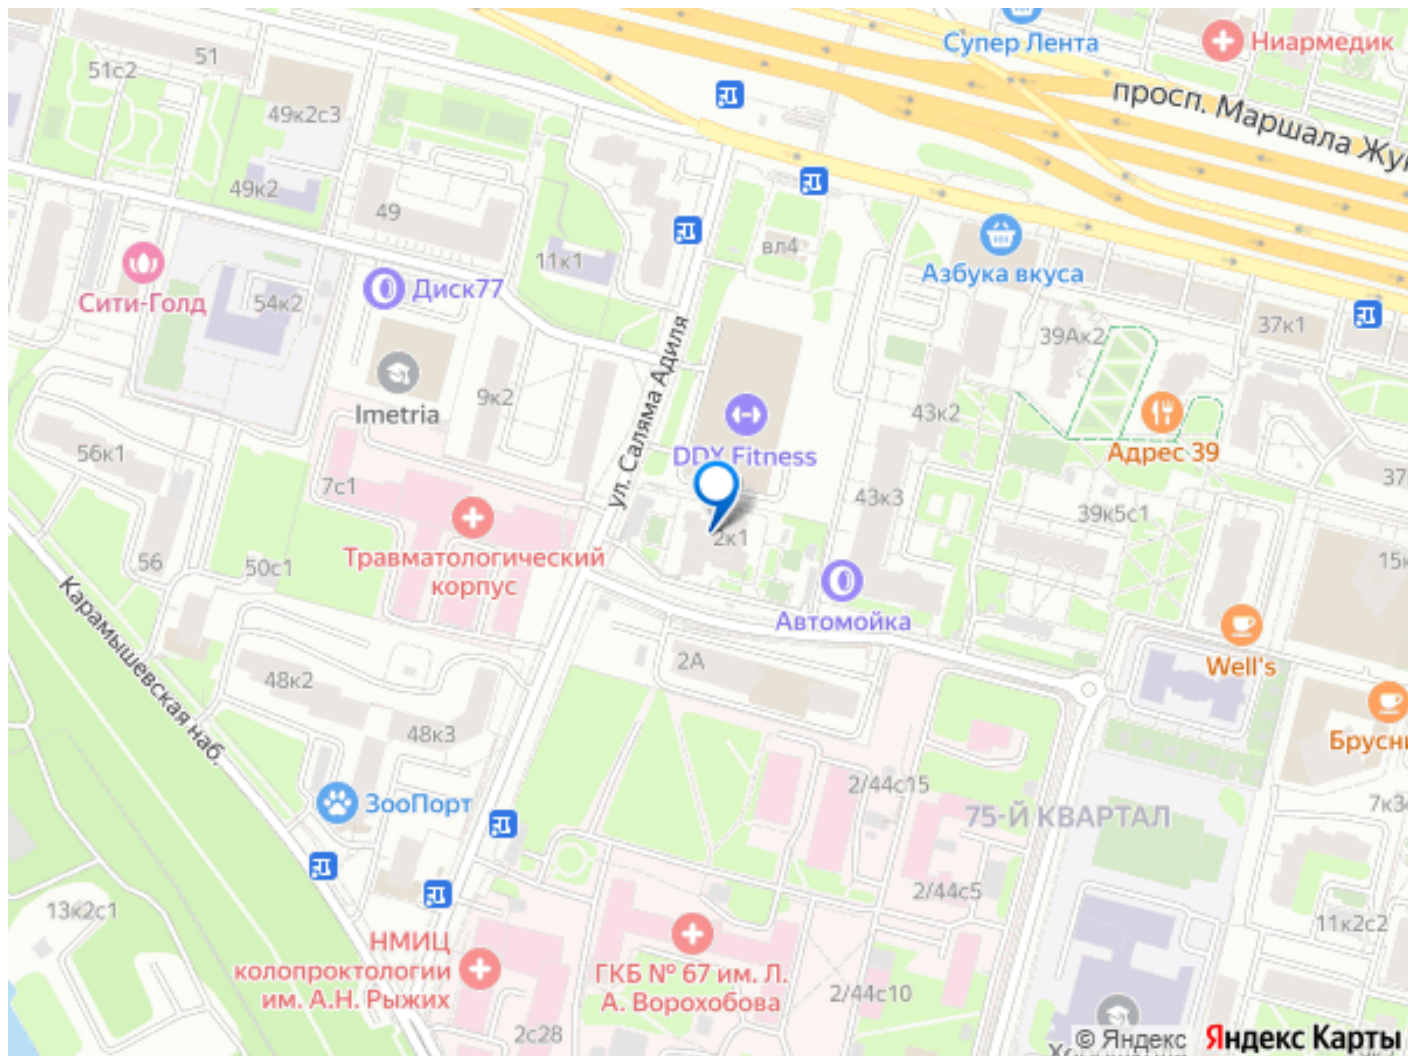 Супер Лента
Ниармедик
51
51с2
просп. Маршала Жу
49к2с3
49к2
49
вл4
11к1
Азбука вкуса
Сити-Голд
54к2
Диск77
37к1
39Ак2
ул. Саляма Адиля
Imetria
9к2
43к2
DDX Fitness
Адрес 39
56к1
7с1
43к3
37
39к5с1
2к1
Травматологический
корпус
56
50с1
15к
Автомойка
Карамышевская наб.
2А
Well's
48к2
48к3
Брусн
ЗооПорт
2/44с15
75-Й КВАРТАЛ
7к3
2/44с5
13к2с1
11к2с2
НМИЦ
колопроктологии
им. А.Н. Рыжих
ГКБ № 67 им. Л.
А. Ворохобова
2/44с10
2с28
© Яндекс Яндекс Карты